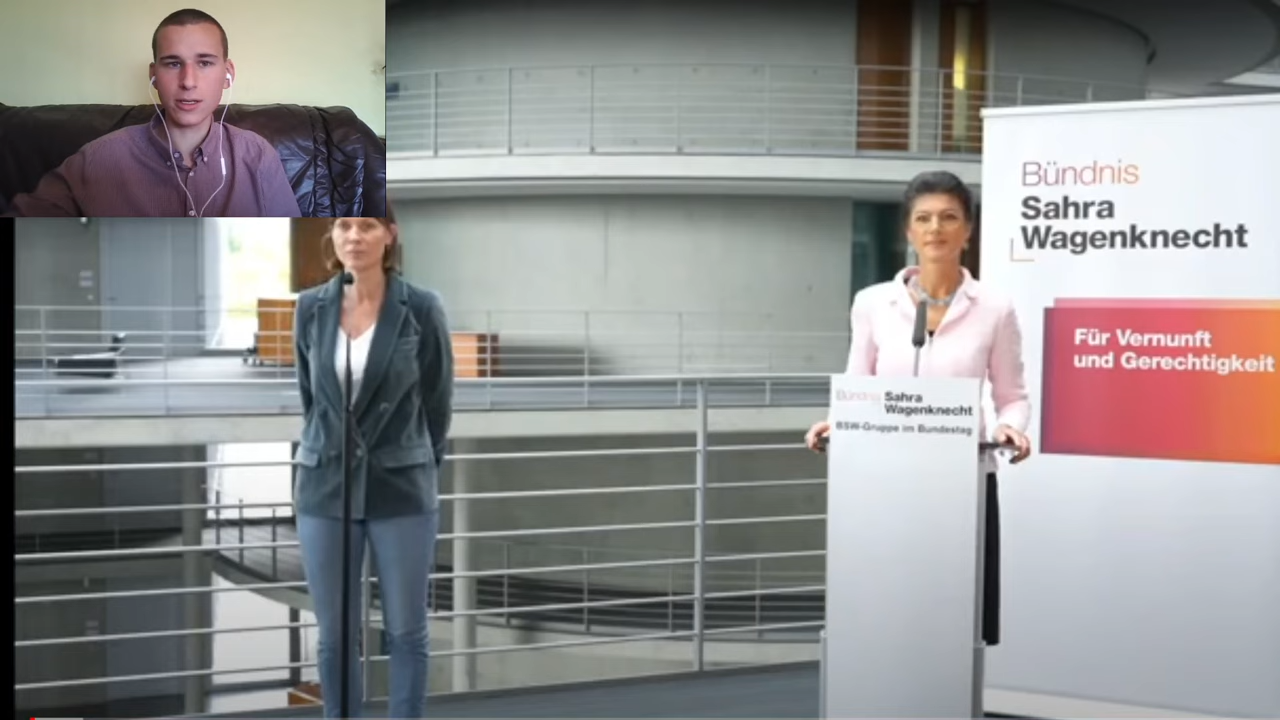 Bündnis
Sahra
Wagenknecht
Für Vernunft
und Gerechtigkeit
Bündnis Sahra
Wagenknecht
BSW-Gruppe im Bundestag